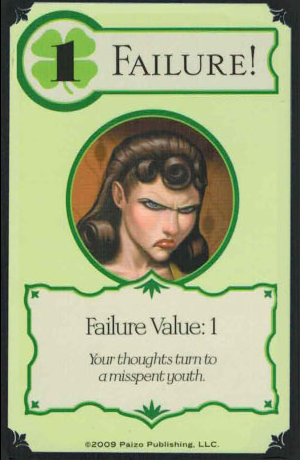 1 FAILURE!
Failure Value: 1
Your thoughts turn to
a misspent youth.
©2009 Paizo Publishing, LLC.